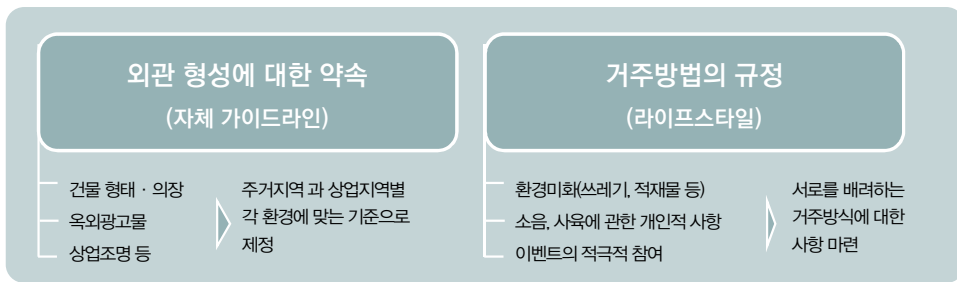 외관 형성에 대한 약속
(자체 가이드라인)
건물 형태 · 의장
옥외광고물
상업조명 등
주거지역 과 상업지역별
각 환경에 맞는 기준으로
제정
거주방법의 규정
(라이프스타일)
환경미화(쓰레기, 적재물 등)
소음, 사육에 관한 개인적 사항
이벤트의 적극적 참여
서로를 배려하는
거주방식에 대한
사항 마련